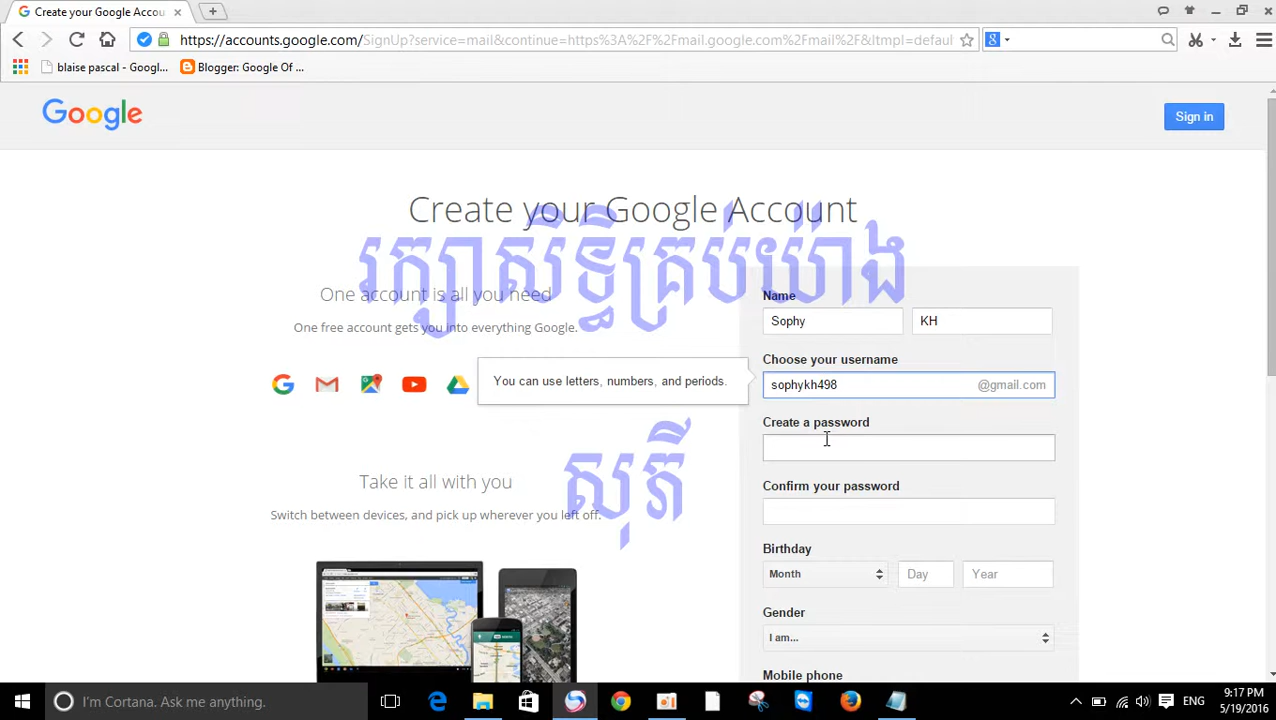 Create your Google Accou
https://accounts.google.com/SignUp?service=mail&continue=https%3A%2F%2Fmail.google.com%2Fmail%2F&ltmpl=defaul
blaise pascal - Googl...
Blogger: Google Of ...
Google
Sign in
Create your Google Account
រក្សាសិទ្ធិគ្រប់យ៉ាង
One account is all you need
One free account gets you into everything Google.
Name
Sophy
KH
Choose your username
You can use letters, numbers, and periods.
sophykh498
@gmail.com
Create a password
សុភី
Take it all with you
Switch between devices, and pick up wherever you left off.
Confirm your password
Birthday
Month
Day
Year
Gender
I am...
Mobile phone
I'm Cortana. Ask me anything.
ENG
9:17 PM
5/19/2016